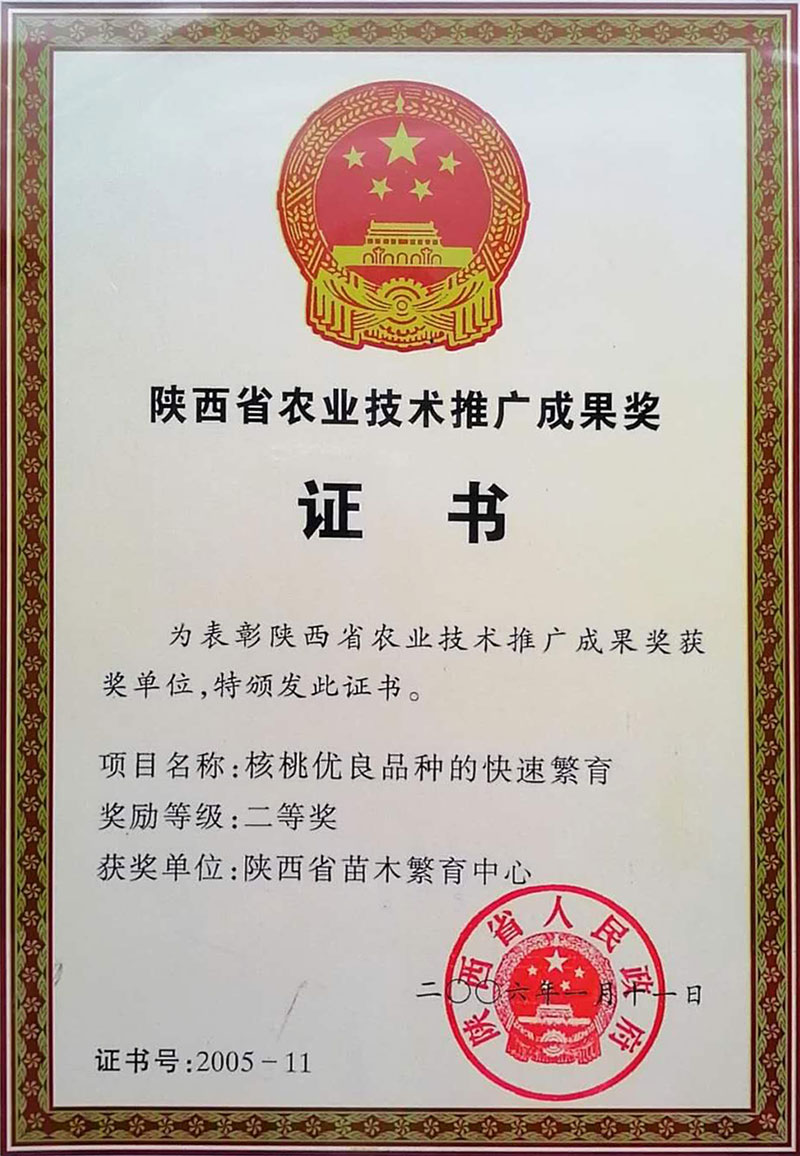 陕西省农业技术推广成果奖
证 书
为表彰陕西省农业技术推广成果奖获
奖单位,特颁发此证书。
项目名称:核桃优良品种的快速繁育
奖励等级:二等奖
获奖单位:陕西省苗木繁育中心
陕西省人民政府
二〇〇六年一月十一日
证书号:2005-11